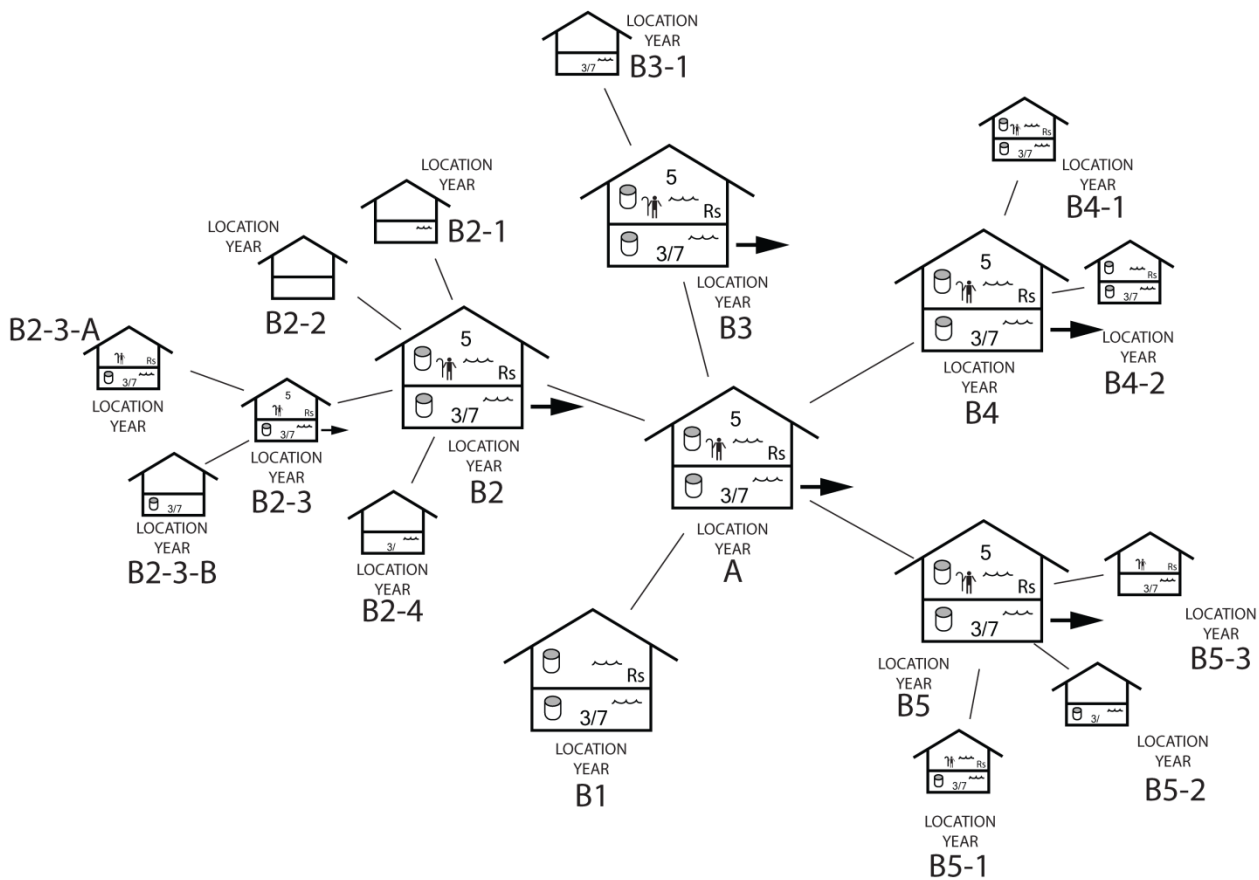 LOCATION
YEAR
B3-1
3/7
LOCATION
YEAR
B4-1
Rs
3/7
LOCATION
YEAR
B2-1
5
Rs
3/7
LOCATION
YEAR
B3
LOCATION
YEAR
B2-2
5
Rs
3/7
LOCATION
YEAR
B4
Rs
3/7
LOCATION
YEAR
B4-2
B2-3-A
Rs
3/7
LOCATION
YEAR
5
Rs
3/7
LOCATION
YEAR
B2-3
5
Rs
3/7
LOCATION
YEAR
B2
5
Rs
3/7
LOCATION
YEAR
A
3/7
LOCATION
YEAR
B2-3-B
3/
LOCATION
YEAR
B2-4
5
Rs
3/7
LOCATION
YEAR
B5
3/7
LOCATION
YEAR
B5-3
Rs
3/7
LOCATION
YEAR
B1
3/
LOCATION
YEAR
B5-2
Rs
3/7
LOCATION
YEAR
B5-1